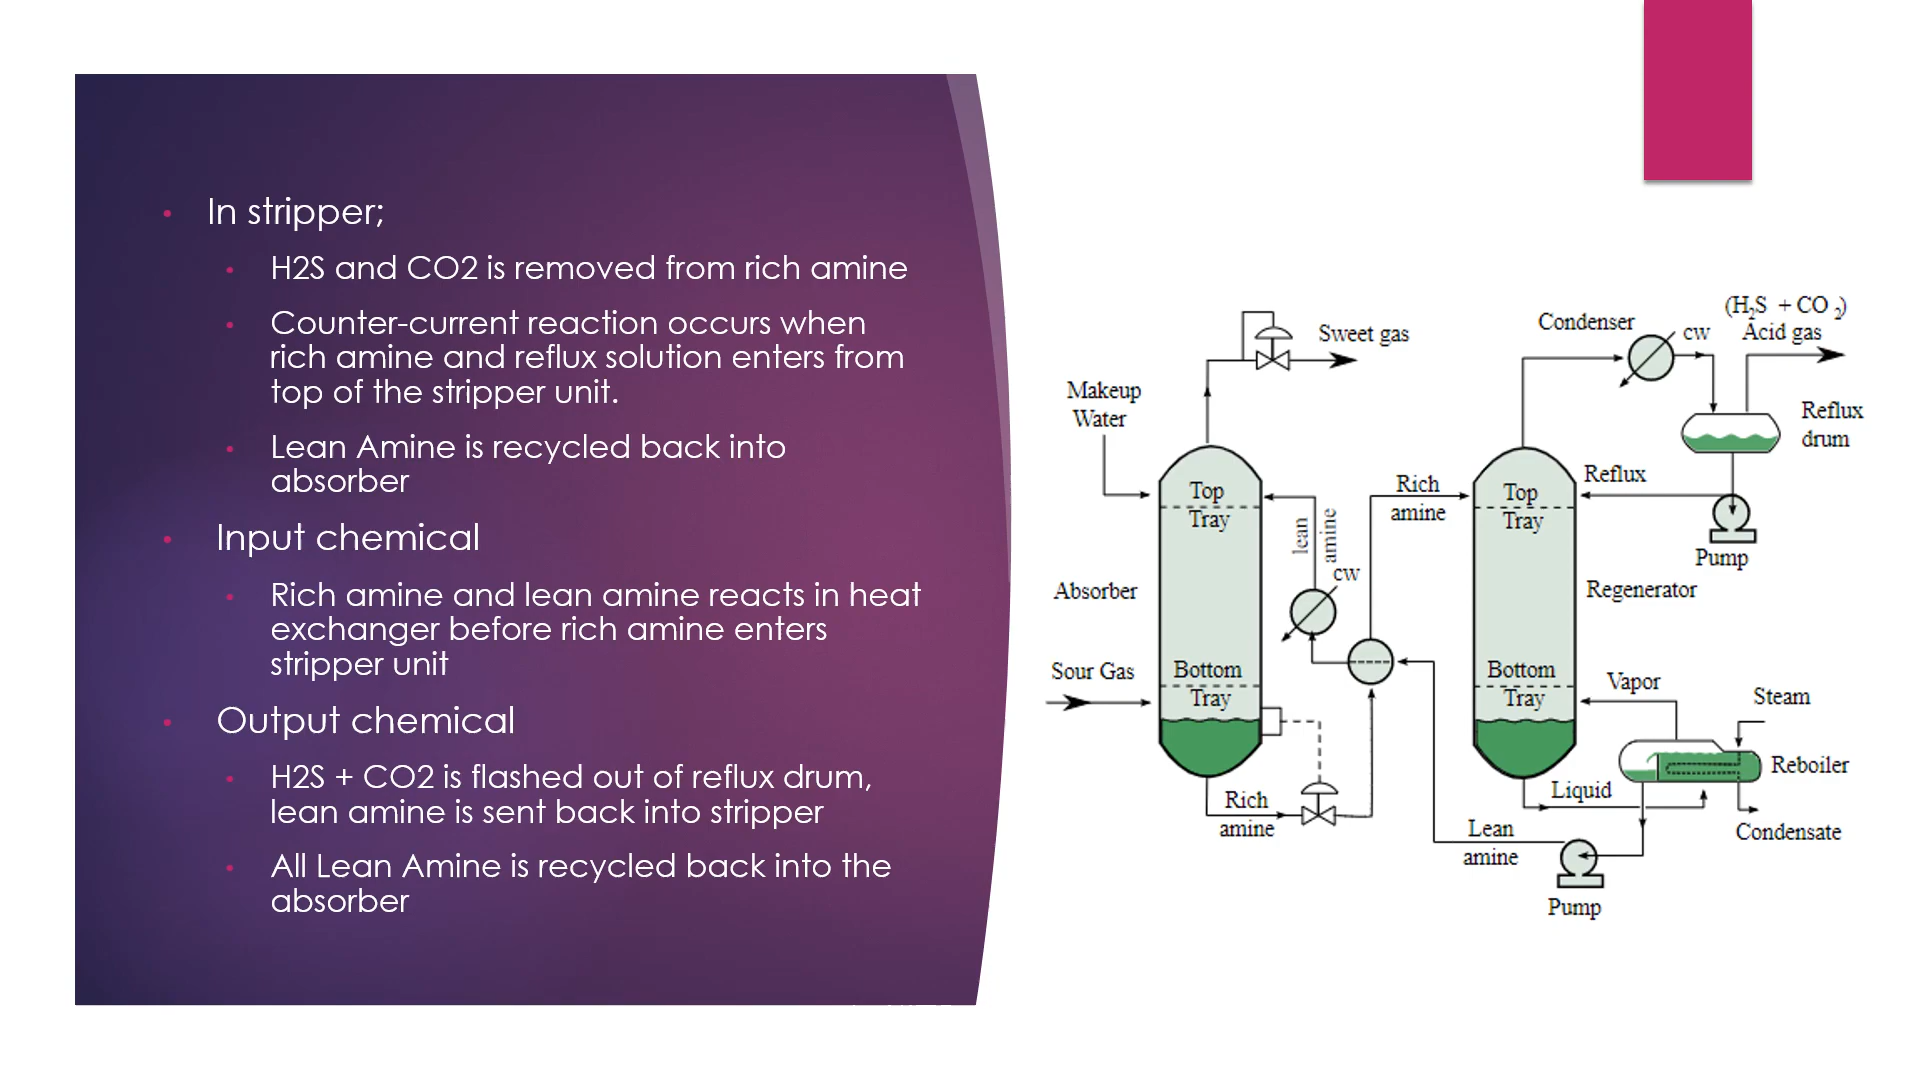 In stripper;
H2S and CO2 is removed from rich amine
Counter-current reaction occurs when
rich amine and reflux solution enters from
top of the stripper unit.
Lean Amine is recycled back into
absorber
Input chemical
Rich amine and lean amine reacts in heat
exchanger before rich amine enters
stripper unit
Output chemical
H2S + CO2 is flashed out of reflux drum,
lean amine is sent back into stripper
All Lean Amine is recycled back into the
absorber
Sweet gas
Makeup
Water
Top
Tray
lean
amine
cw
Absorber
Sour Gas
Bottom
Tray
Rich
amine
Rich
amine
Condenser
cw
(H₂S + CO ₂)
Acid gas
Reflux
drum
Reflux
Top
Tray
Pump
Regenerator
Bottom
Tray
Vapor
Steam
Reboiler
Liquid
Condensate
Lean
amine
Pump